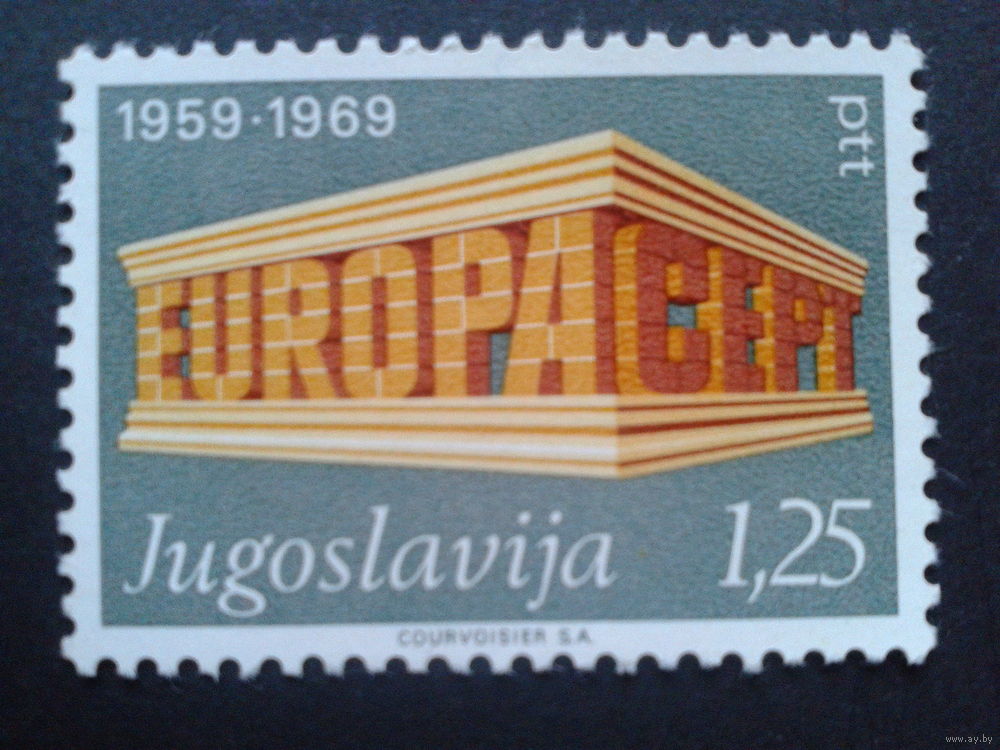 1959·1969
ptt
EUROPA CEPT
Jugoslavija 1,25
COURVOISIER S.A.
www.ay.by